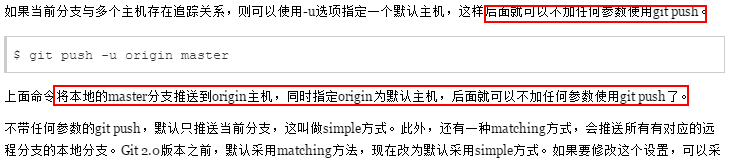 如果当前分支与多个主机存在追踪关系，则可以使用-u选项指定一个默认主机，这样后面就可以不加任何参数使用git push。
$ git push -u origin master
上面命令将本地的master分支推送到origin主机，同时指定origin为默认主机，后面就可以不加任何参数使用git push了。
不带任何参数的git push，默认只推送当前分支，这叫做simple方式。此外，还有一种matching方式，会推送所有有对应的远
程分支的本地分支。Git 2.0版本之前，默认采用matching方法，现在改为默认采用simple方式。如果要修改这个设置，可以采